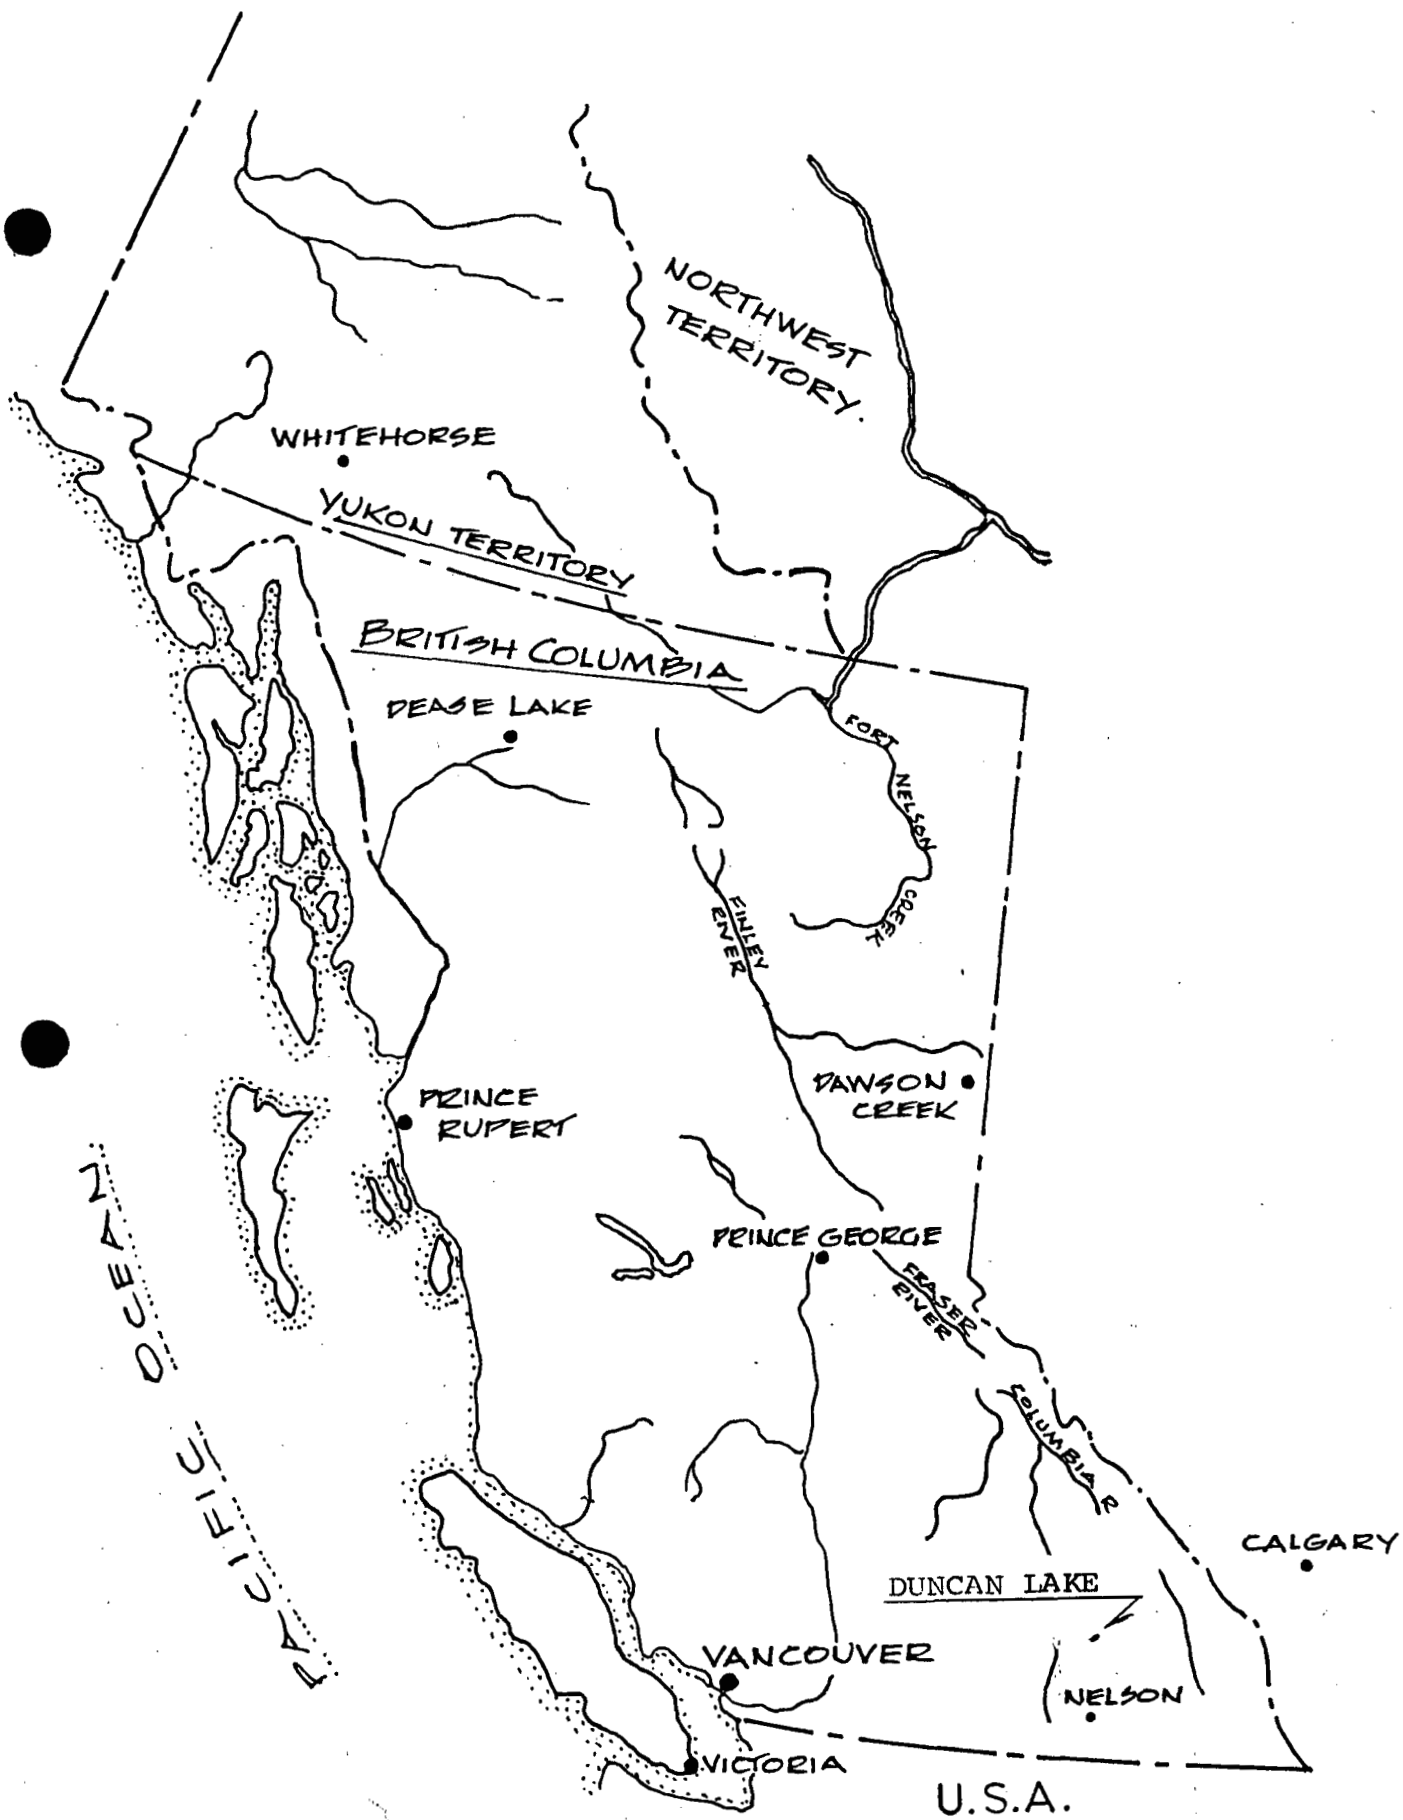 NORTHWEST
TERRITORY.
WHITEHORSE
YUKON TERRITORY
BRITISH COLUMBIA
DEASE LAKE
FORT NELSON CREEK
FINLEY
RIVER
DAWSON
CREEK
PRINCE
RUPERT
PRINCE GEORGE
FRASER
RIVER
COLUMBIA R
PACIFIC OCEAN
CALGARY
DUNCAN LAKE
VANCOUVER
NELSON
VICTORIA
U.S.A.